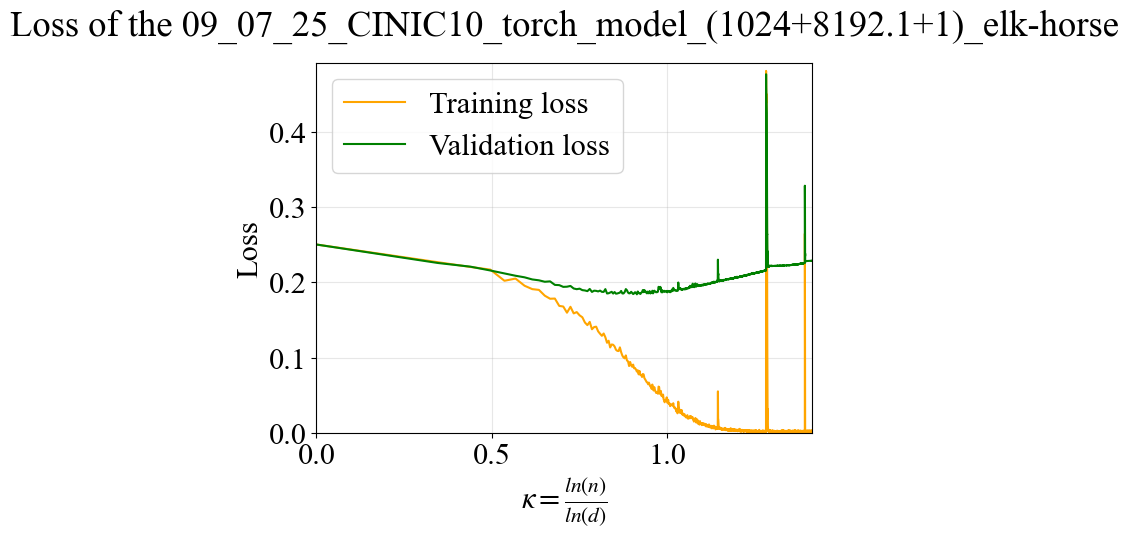 Loss of the 09_07_25_CINIC10_torch_model_(1024+8192.1+1)_elk-horse
Training loss
Validation loss
Loss
0.4
0.3
0.2
0.1
0.0
0.0 0.5 1.0
κ = ln(n)/ln(d)